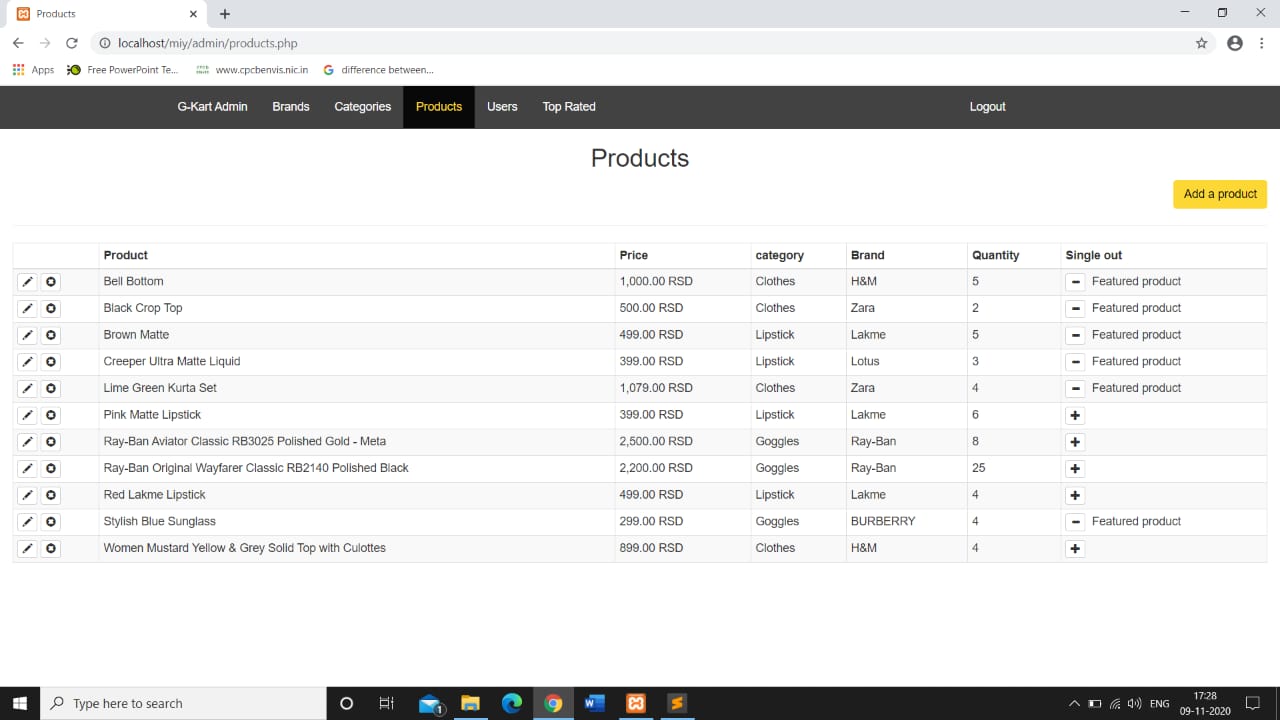 Products
localhost/miy/admin/products.php
Apps Free PowerPoint Te... www.cpcbenvis.nic.in difference between...
G-Kart Admin Brands Categories Products Users Top Rated Logout
Products
Add a product
Product Price category Brand Quantity Single out
Bell Bottom 1,000.00 RSD Clothes H&M 5 Featured product
Black Crop Top 500.00 RSD Clothes Zara 2 Featured product
Brown Matte 499.00 RSD Lipstick Lakme 5 Featured product
Creeper Ultra Matte Liquid 399.00 RSD Lipstick Lotus 3 Featured product
Lime Green Kurta Set 1,079.00 RSD Clothes Zara 4 Featured product
Pink Matte Lipstick 399.00 RSD Lipstick Lakme 6
Ray-Ban Aviator Classic RB3025 Polished Gold - Meta 2,500.00 RSD Goggles Ray-Ban 8
Ray-Ban Original Wayfarer Classic RB2140 Polished Black 2,200.00 RSD Goggles Ray-Ban 25
Red Lakme Lipstick 499.00 RSD Lipstick Lakme 4
Stylish Blue Sunglass 299.00 RSD Goggles BURBERRY 4 Featured product
Women Mustard Yellow & Grey Solid Top with Culottes 899.00 RSD Clothes H&M 4
Type here to search 1 ENG 17:28
09-11-2020